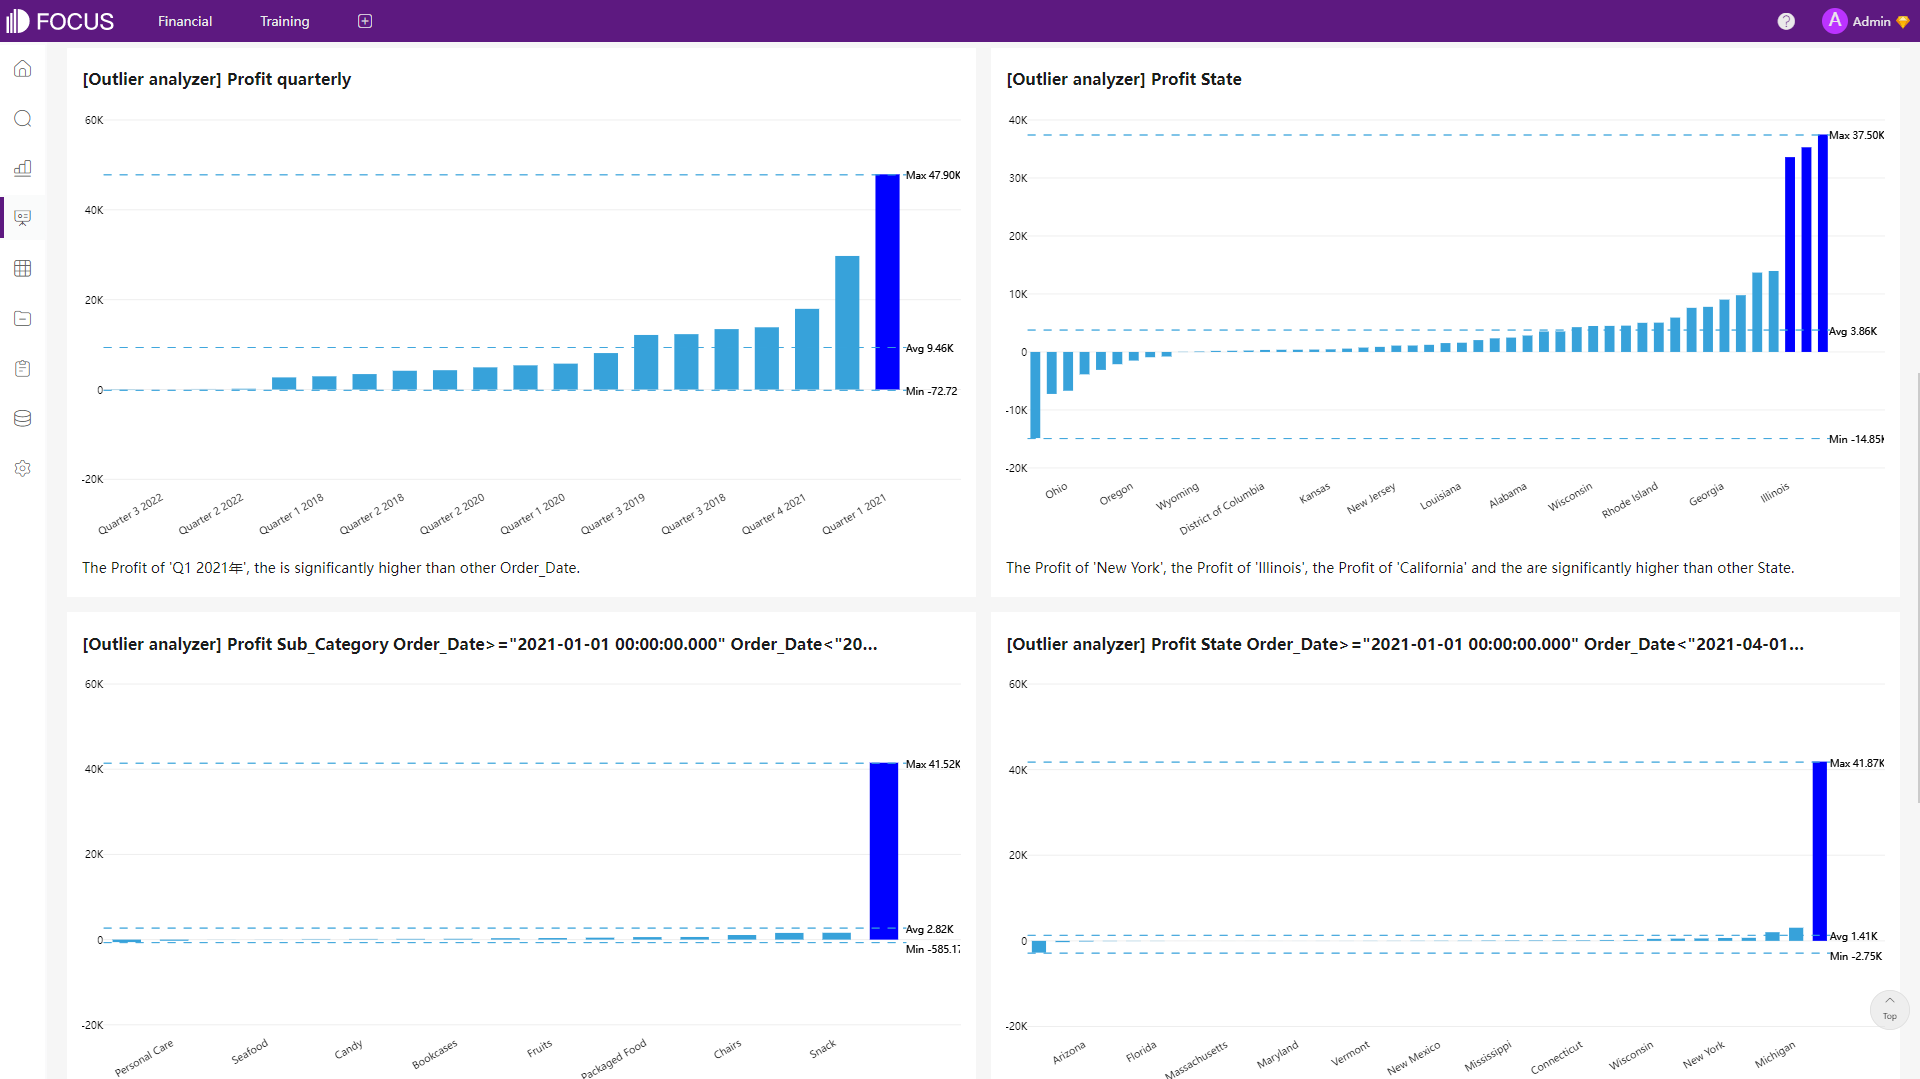 FOCUS
Financial
Training
?
A
Admin
[Outlier analyzer] Profit quarterly
60K
Max 47.90K
40K
20K
Avg 9.46K
0
Min -72.72
-20K
Quarter 3 2022
Quarter 2 2022
Quarter 1 2018
Quarter 2 2018
Quarter 2 2020
Quarter 1 2020
Quarter 3 2019
Quarter 3 2018
Quarter 4 2021
Quarter 1 2021
The Profit of 'Q1 2021年', the is significantly higher than other Order_Date.
[Outlier analyzer] Profit State
40K
Max 37.50K
30K
20K
10K
Avg 3.86K
0
-10K
Min -14.85K
-20K
Ohio
Oregon
Wyoming
District of Columbia
Kansas
New Jersey
Louisiana
Alabama
Wisconsin
Rhode Island
Georgia
Illinois
The Profit of 'New York', the Profit of 'Illinois', the Profit of 'California' and the are significantly higher than other State.
[Outlier analyzer] Profit Sub_Category Order_Date>="2021-01-01 00:00:00.000" Order_Date<"20...
60K
Max 41.52K
40K
20K
Avg 2.82K
0
Min -585.17
-20K
Personal Care
Seafood
Candy
Bookcases
Fruits
Packaged Food
Chairs
Snack
[Outlier analyzer] Profit State Order_Date>="2021-01-01 00:00:00.000" Order_Date<"2021-04-01...
60K
Max 41.87K
40K
20K
Avg 1.41K
0
Min -2.75K
-20K
Arizona
Florida
Massachusetts
Maryland
Vermont
New Mexico
Mississippi
Connecticut
Wisconsin
New York
Michigan
Top